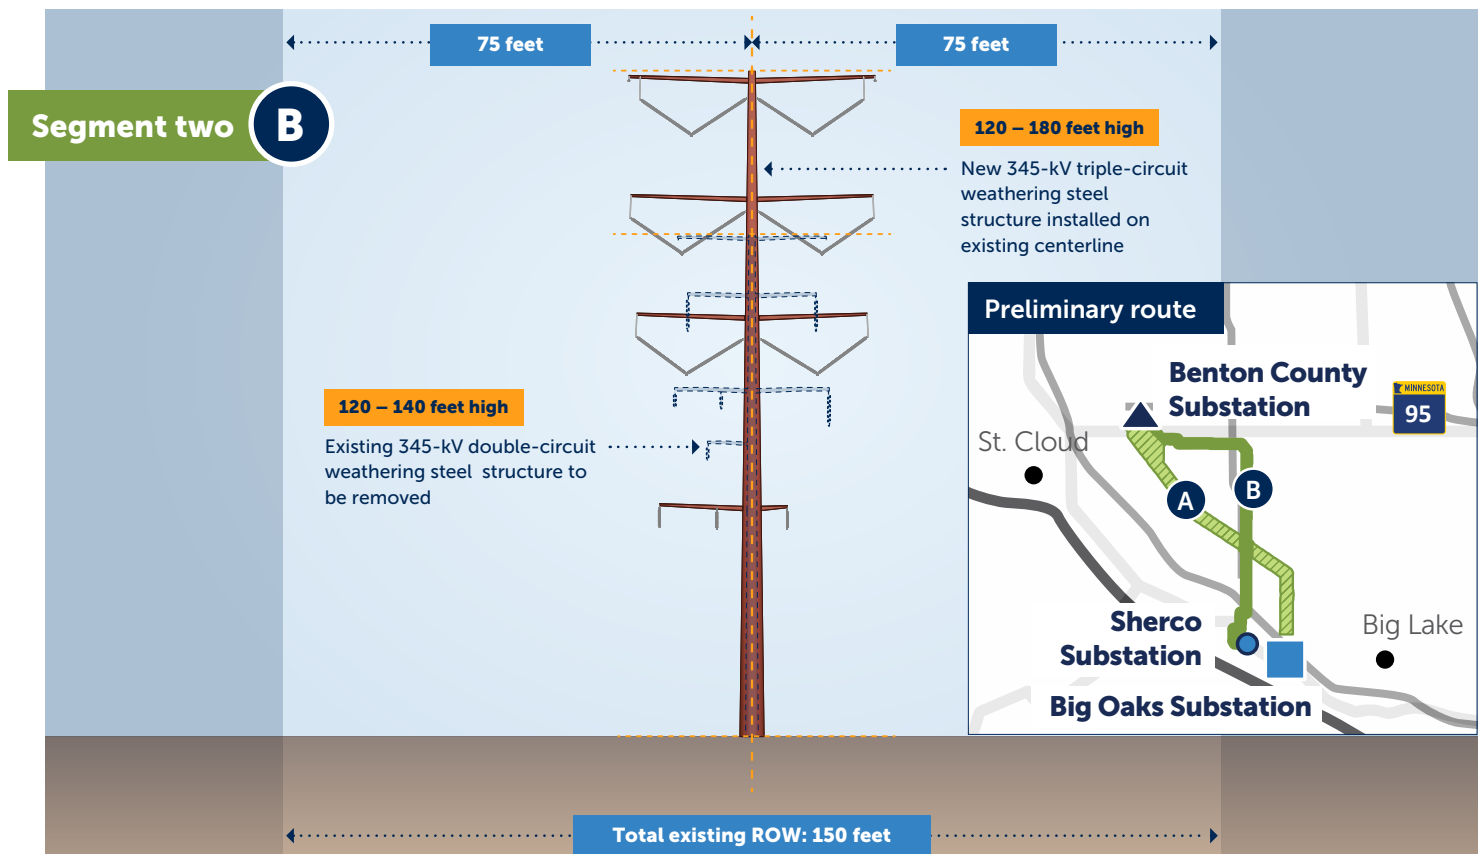 75 feet
75 feet
Segment two
B
120 – 180 feet high
New 345-kV triple-circuit
weathering steel
structure installed on
existing centerline
120 – 140 feet high
Existing 345-kV double-circuit
weathering steel structure to
be removed
Preliminary route
Benton County
Substation
MINNESOTA
95
St. Cloud
A
B
Sherco
Substation
Big Lake
Big Oaks Substation
Total existing ROW: 150 feet